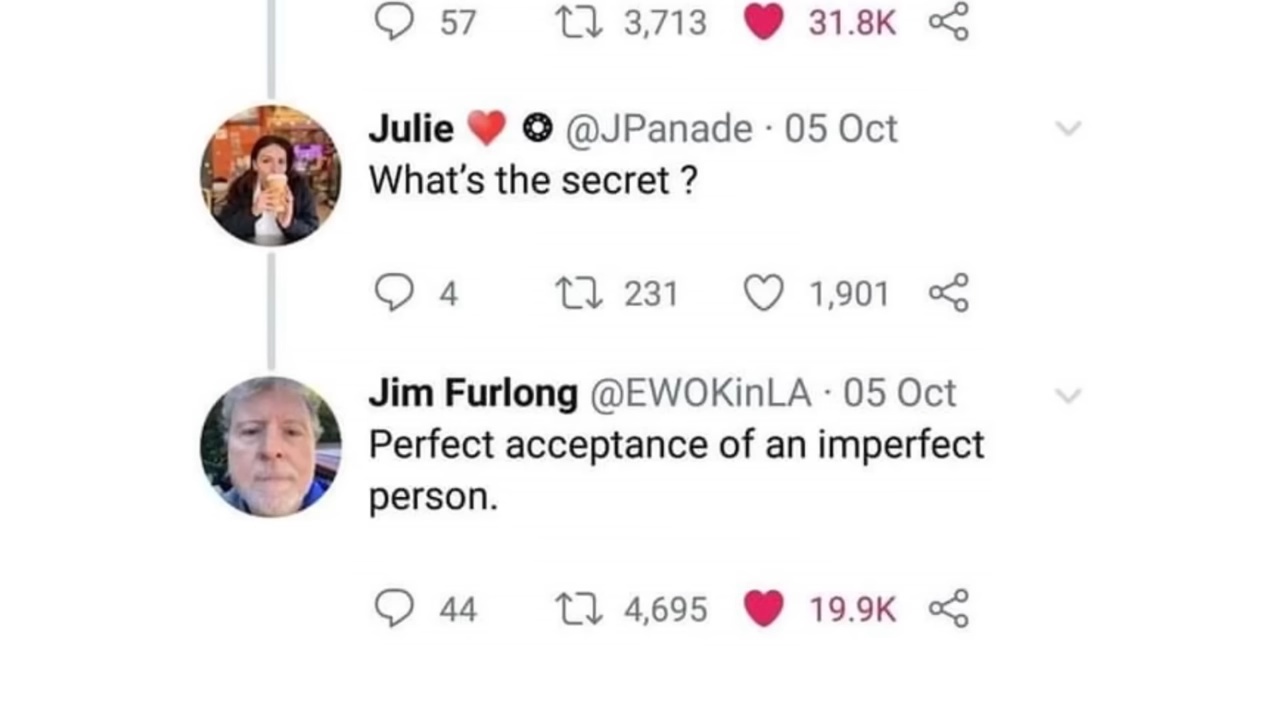 57 3,713 31.8K
Julie ❤️ @JPanade · 05 Oct
What's the secret ?
4 231 1,901
Jim Furlong @EWOKinLA · 05 Oct
Perfect acceptance of an imperfect
person.
44 4,695 19.9K